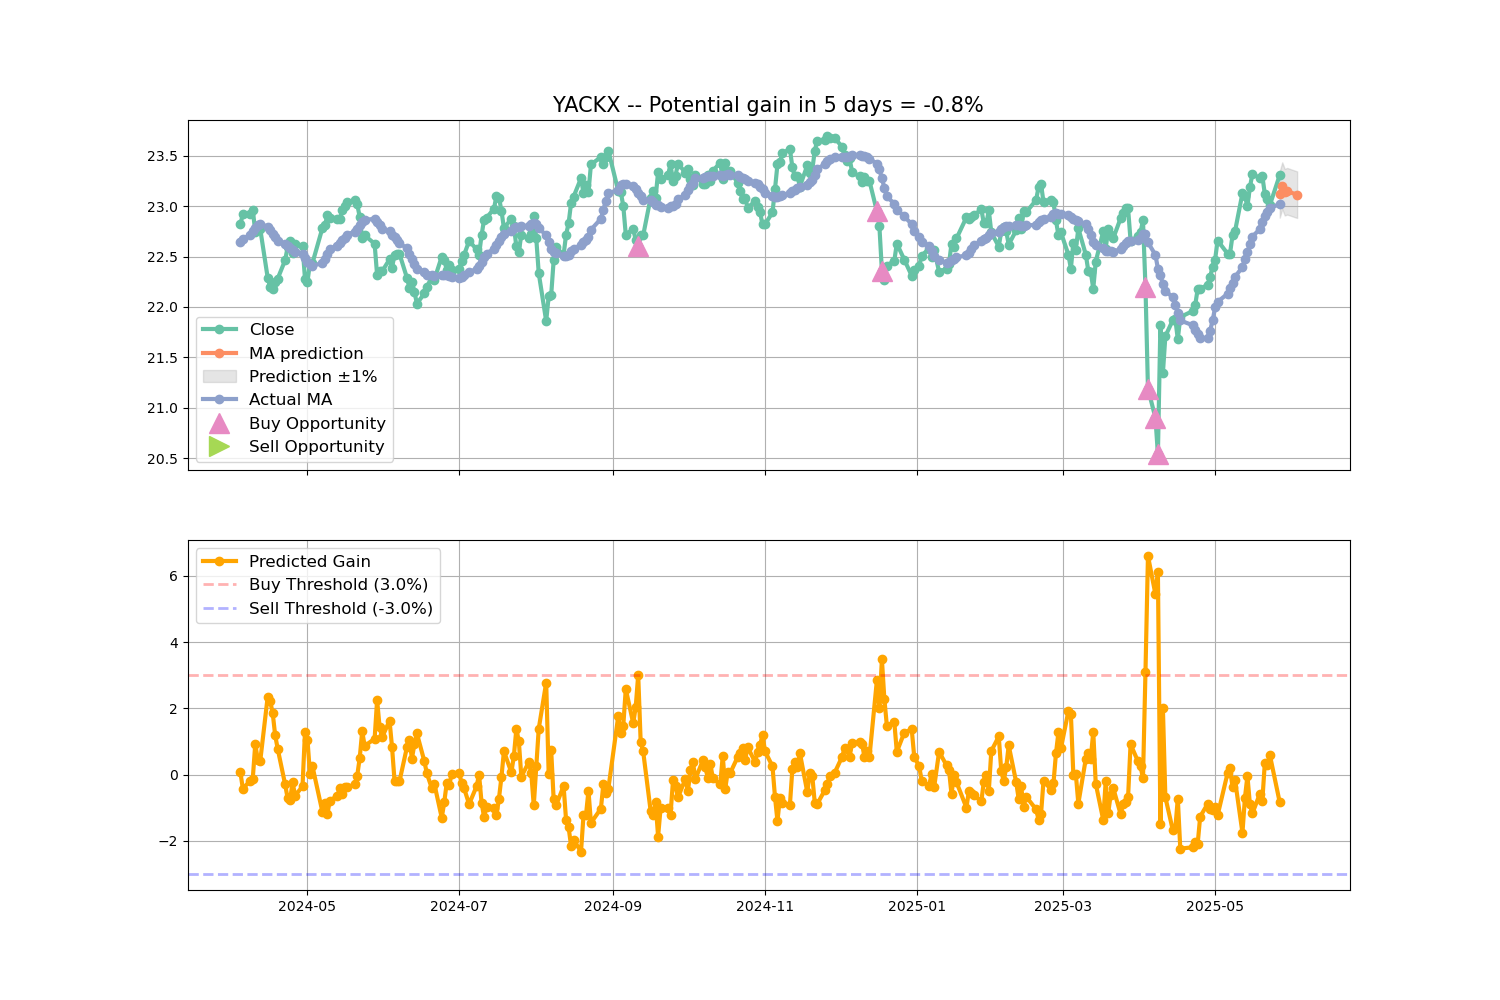 YACKX -- Potential gain in 5 days = -0.8%
23.5
23.0
22.5
22.0
21.5
21.0
20.5
Close
MA prediction
Prediction ±1%
Actual MA
Buy Opportunity
Sell Opportunity
6
4
2
0
−2
Predicted Gain
Buy Threshold (3.0%)
Sell Threshold (-3.0%)
2024-05
2024-07
2024-09
2024-11
2025-01
2025-03
2025-05